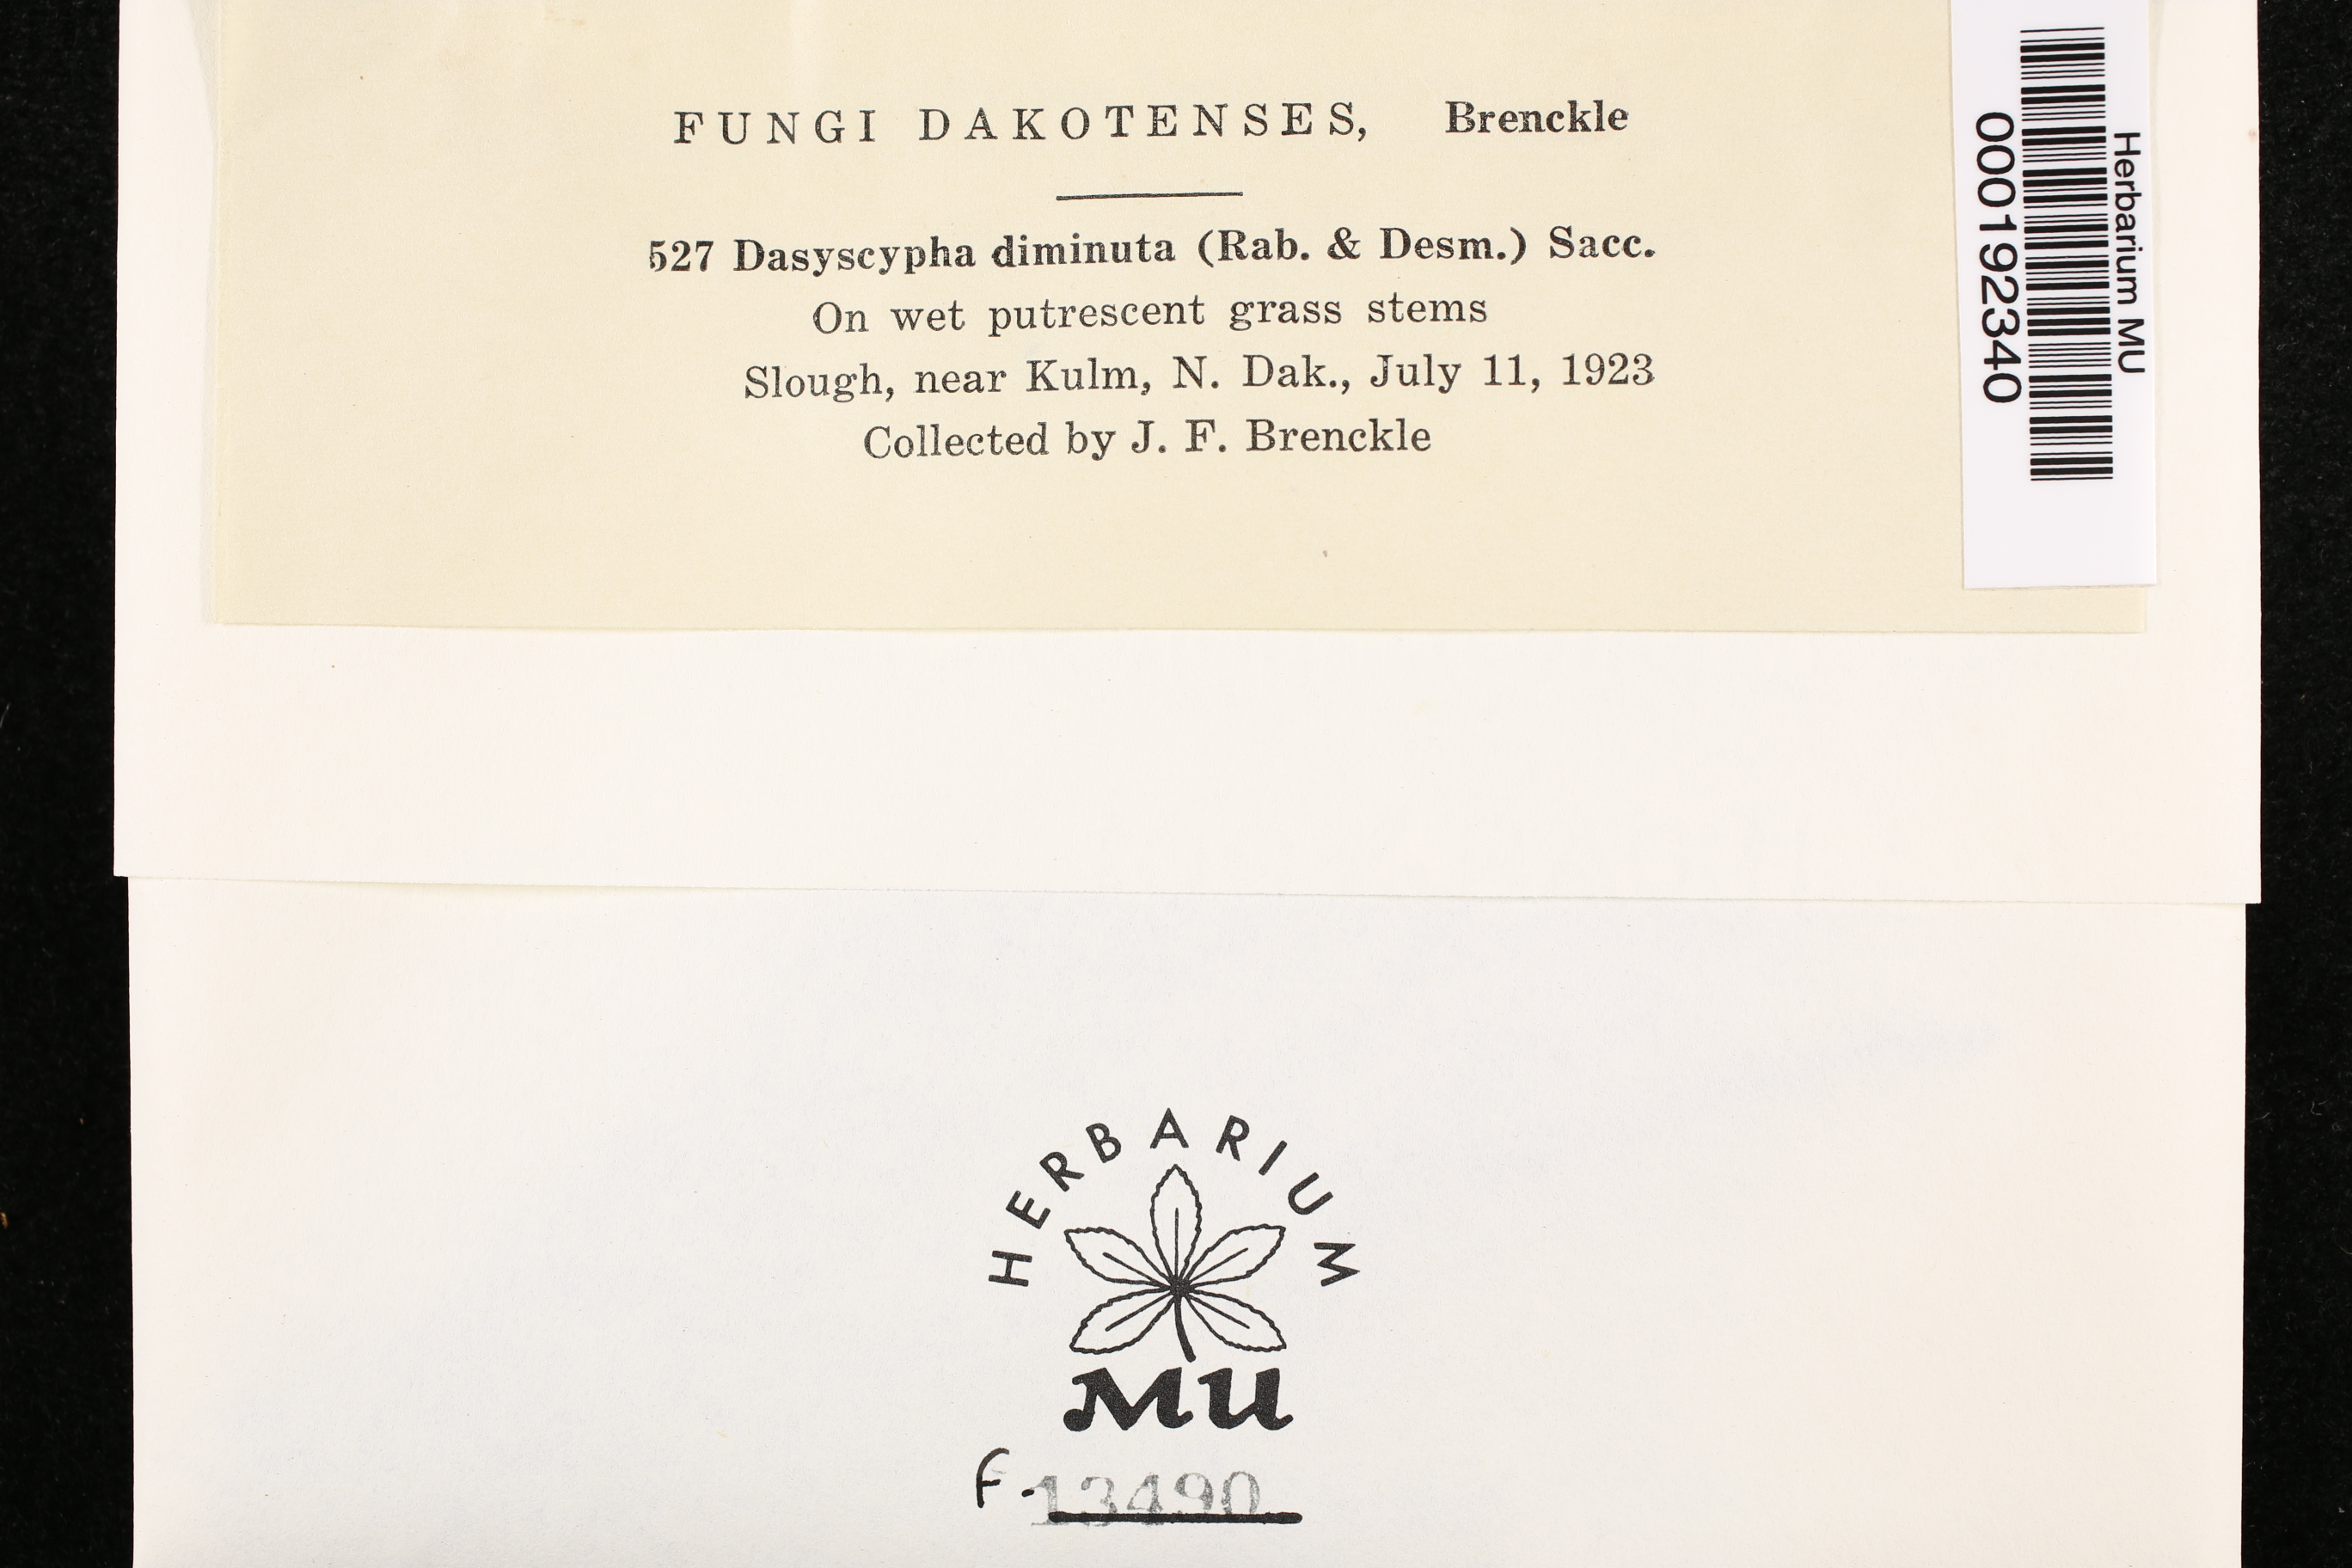 FUNGI DAKOTENSES, Brenckle
527 Dasyscypha diminuta (Rab. & Desm.) Sacc.
On wet putrescent grass stems
Slough, near Kulm, N. Dak., July 11, 1923
Collected by J. F. Brenckle
Herbarium MU
000192340
HERBARIUM
MU
F-13490